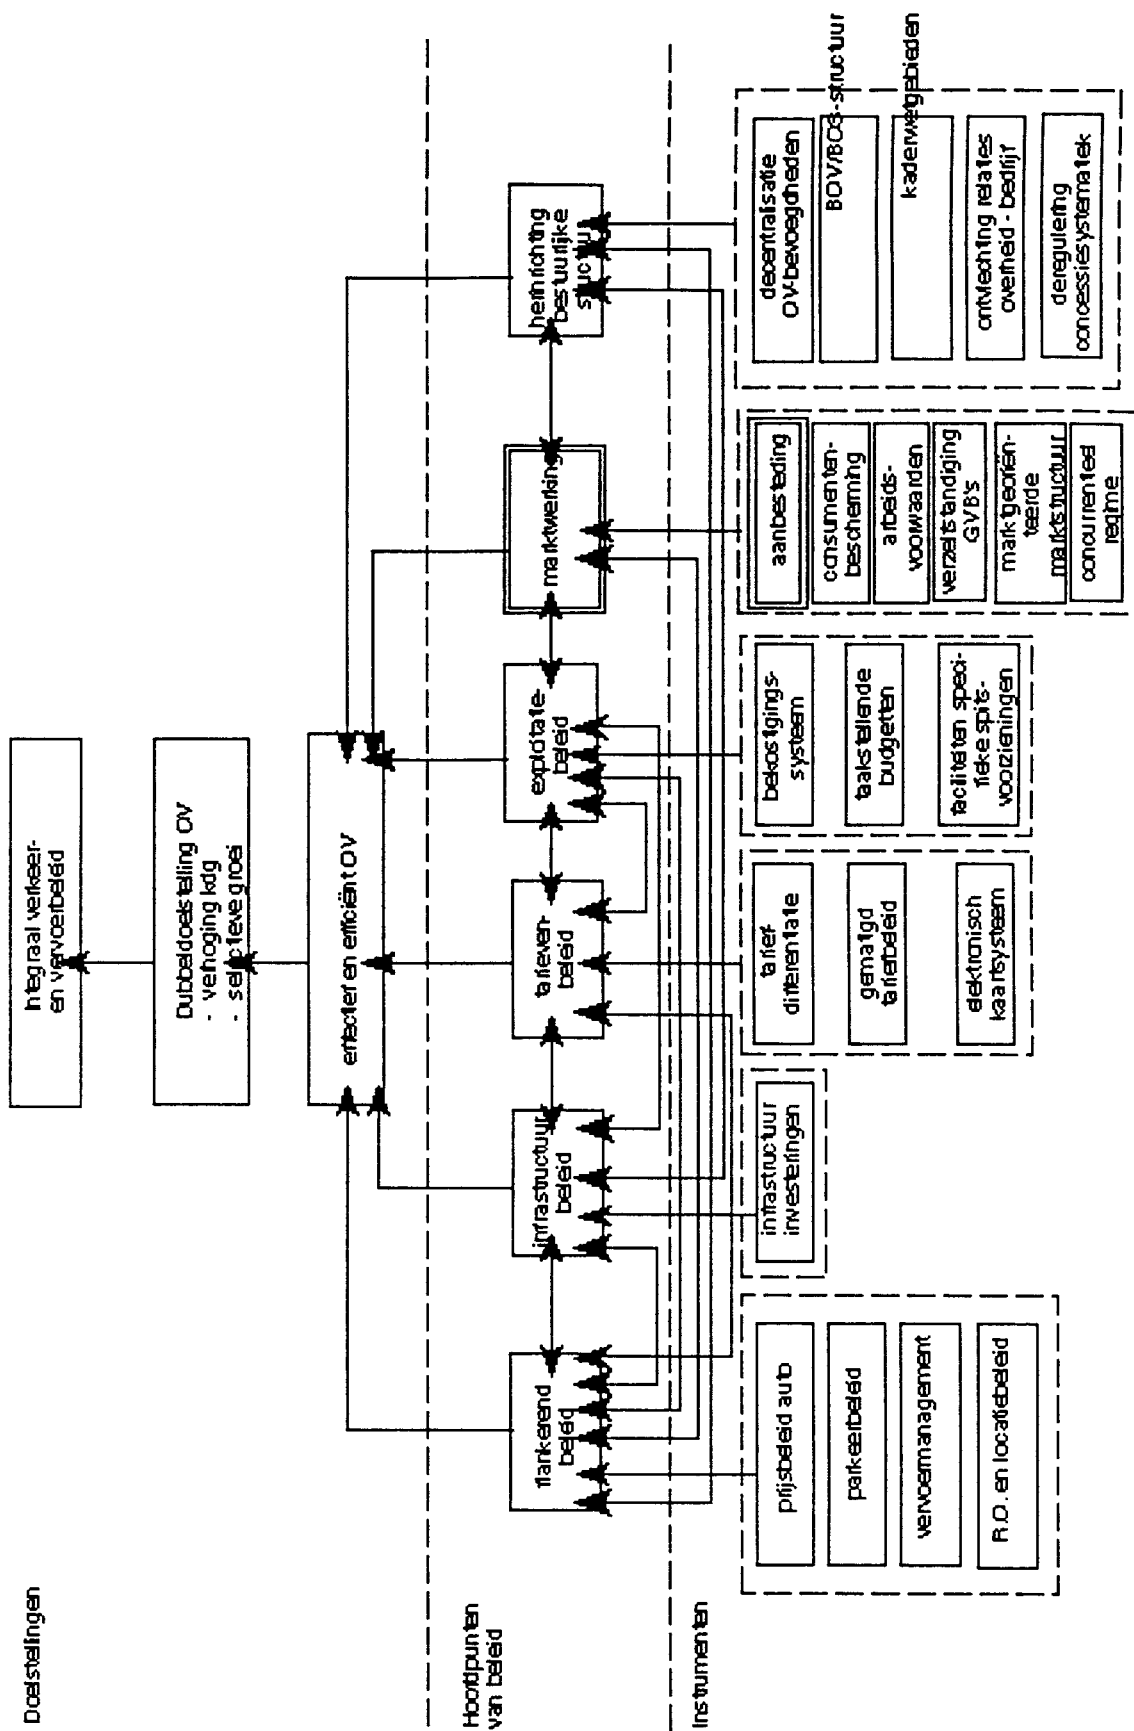 Doelstellingen
Integraal verkeer-
en vervoerbeleid
Dubbeldoelstelling OV
- verhoging kdg
- selectieve groei
effectief en efficiënt OV
Hoofdpunten
van beleid
flankerend
beleid
infrastructuur
beleid
tarieven-
beleid
exploitatie-
beleid
marktwerking
herinrichting
bestuurlijke
structuur
Instrumenten
prijsbeleid auto
parkeerbeleid
vervoermanagement
R.O. en locatiebeleid
infrastructuur
investeringen
tarief-
differentiatie
gematigd
tariefbeleid
elektronisch
kaartsysteem
bekostigings-
systeem
taakstellende
budgetten
faciliteiten speci-
fieke spits-
voorzieningen
aanbesteding
consumenten-
bescherming
arbeids-
voorwaarden
verzelfstandiging
GVB's
marktgeoriën-
teerde
marktstructuur
concurrentieel
regime
decentralisatie
OV-bevoegdheden
BOV/BOS-structuur
kaderwetgebieden
ontvlechting relaties
overheid - bedrijf
deregulering
concessiesystematiek